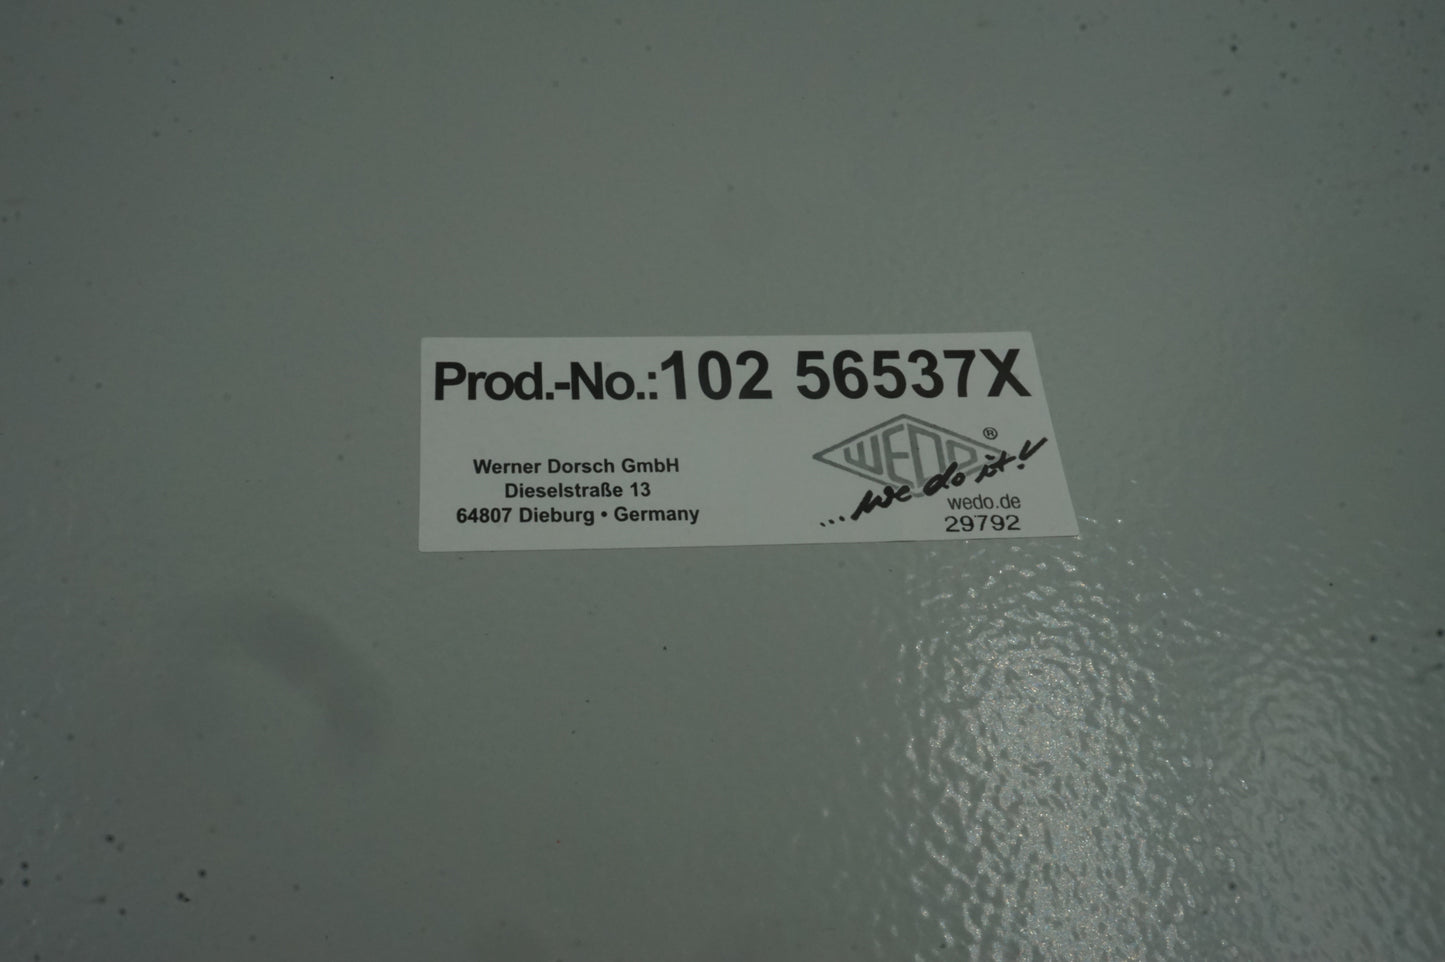 Prod.-No.:102 56537X
Werner Dorsch GmbH
Dieselstraße 13
64807 Dieburg • Germany
WEDO®
...we do it!
wedo.de
29792